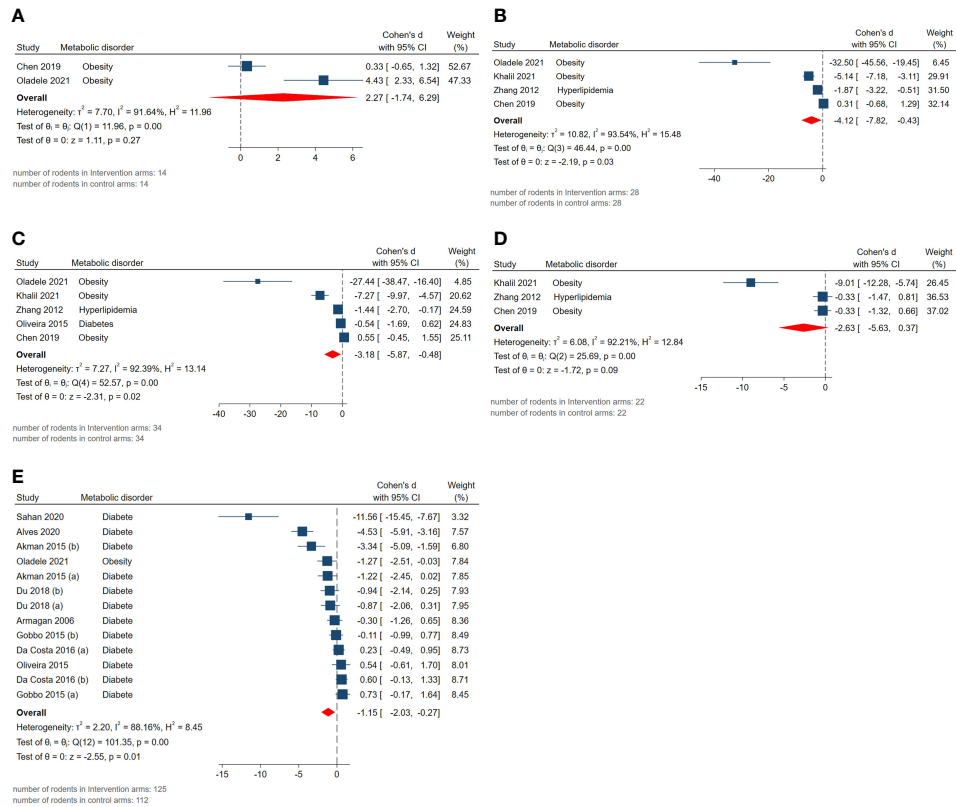 A
Cohen's d Weight
Study Metabolic disorder with 95% CI (%)
Chen 2019 Obesity 0.33 [ -0.65, 1.32] 52.67
Oladele 2021 Obesity 4.43 [ 2.33, 6.54] 47.33
Overall 2.27 [ -1.74, 6.29]
Heterogeneity: τ² = 7.70, I² = 91.64%, H² = 11.96
Test of θᵢ = θⱼ: Q(1) = 11.96, p = 0.00
Test of θ = 0: z = 1.11, p = 0.27
0 2 4 6
number of rodents in Intervention arms: 14
number of rodents in control arms: 14
B
Cohen's d Weight
Study Metabolic disorder with 95% CI (%)
Oladele 2021 Obesity -32.50 [ -45.56, -19.45] 6.45
Khalil 2021 Obesity -5.14 [ -7.18, -3.11] 29.91
Zhang 2012 Hyperlipidemia -1.87 [ -3.22, -0.51] 31.50
Chen 2019 Obesity 0.31 [ -0.68, 1.29] 32.14
Overall -4.12 [ -7.82, -0.43]
Heterogeneity: τ² = 10.82, I² = 93.54%, H² = 15.48
Test of θᵢ = θⱼ: Q(3) = 46.44, p = 0.00
Test of θ = 0: z = -2.19, p = 0.03
-40 -20 0
number of rodents in Intervention arms: 28
number of rodents in control arms: 28
C
Cohen's d Weight
Study Metabolic disorder with 95% CI (%)
Oladele 2021 Obesity -27.44 [ -38.47, -16.40] 4.85
Khalil 2021 Obesity -7.27 [ -9.97, -4.57] 20.62
Zhang 2012 Hyperlipidemia -1.44 [ -2.70, -0.17] 24.59
Oliveira 2015 Diabetes -0.54 [ -1.69, 0.62] 24.83
Chen 2019 Obesity 0.55 [ -0.45, 1.55] 25.11
Overall -3.18 [ -5.87, -0.48]
Heterogeneity: τ² = 7.27, I² = 92.39%, H² = 13.14
Test of θᵢ = θⱼ: Q(4) = 52.57, p = 0.00
Test of θ = 0: z = -2.31, p = 0.02
-40 -30 -20 -10 0
number of rodents in Intervention arms: 34
number of rodents in control arms: 34
D
Cohen's d Weight
Study Metabolic disorder with 95% CI (%)
Khalil 2021 Obesity -9.01 [ -12.28, -5.74] 26.45
Zhang 2012 Hyperlipidemia -0.33 [ -1.47, 0.81] 36.53
Chen 2019 Obesity -0.33 [ -1.32, 0.66] 37.02
Overall -2.63 [ -5.63, 0.37]
Heterogeneity: τ² = 6.08, I² = 92.21%, H² = 12.84
Test of θᵢ = θⱼ: Q(2) = 25.69, p = 0.00
Test of θ = 0: z = -1.72, p = 0.09
-15 -10 -5 0
number of rodents in Intervention arms: 22
number of rodents in control arms: 22
E
Cohen's d Weight
Study Metabolic disorder with 95% CI (%)
Sahan 2020 Diabete -11.56 [ -15.45, -7.67] 3.32
Alves 2020 Diabete -4.53 [ -5.91, -3.16] 7.57
Akman 2015 (b) Diabete -3.34 [ -5.09, -1.59] 6.80
Oladele 2021 Obesity -1.27 [ -2.51, -0.03] 7.84
Akman 2015 (a) Diabete -1.22 [ -2.45, 0.02] 7.85
Du 2018 (b) Diabete -0.94 [ -2.14, 0.25] 7.93
Du 2018 (a) Diabete -0.87 [ -2.06, 0.31] 7.95
Armagan 2006 Diabete -0.30 [ -1.26, 0.65] 8.36
Gobbo 2015 (b) Diabete -0.11 [ -0.99, 0.77] 8.49
Da Costa 2016 (a) Diabete 0.23 [ -0.49, 0.95] 8.73
Oliveira 2015 Diabete 0.54 [ -0.61, 1.70] 8.01
Da Costa 2016 (b) Diabete 0.60 [ -0.13, 1.33] 8.71
Gobbo 2015 (a) Diabete 0.73 [ -0.17, 1.64] 8.45
Overall -1.15 [ -2.03, -0.27]
Heterogeneity: τ² = 2.20, I² = 88.16%, H² = 8.45
Test of θᵢ = θⱼ: Q(12) = 101.35, p = 0.00
Test of θ = 0: z = -2.55, p = 0.01
-15 -10 -5 0
number of rodents in Intervention arms: 125
number of rodents in control arms: 112